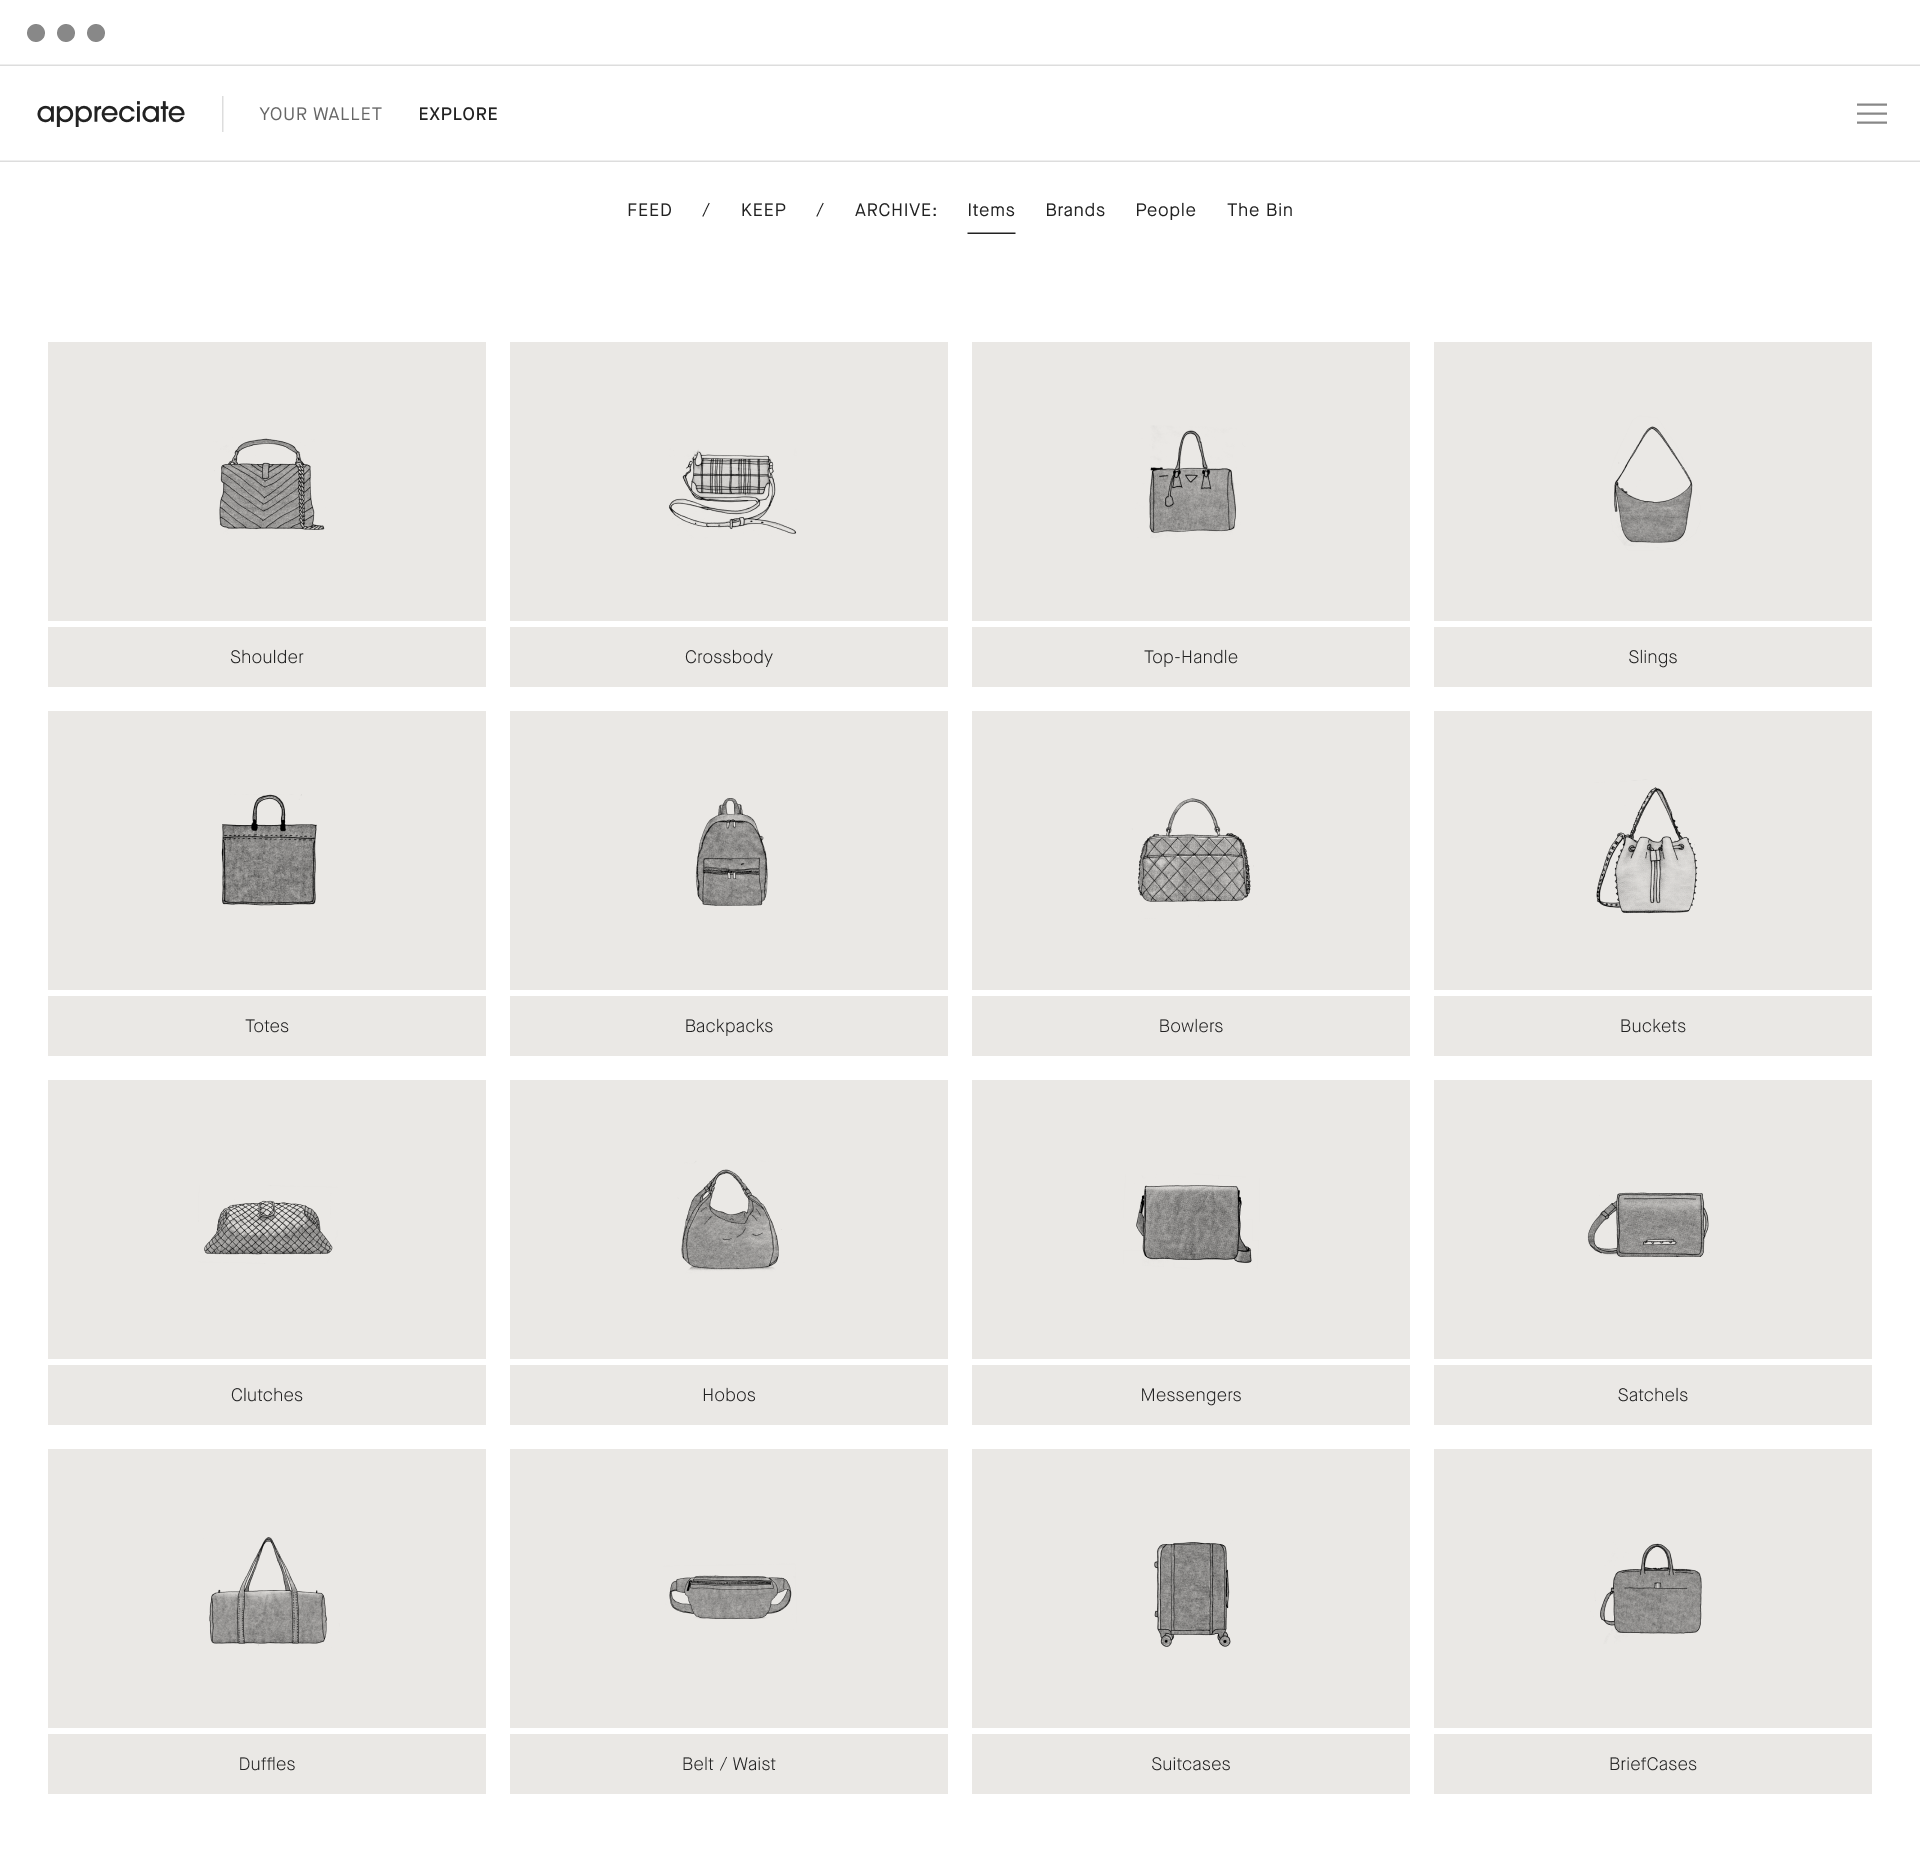 appreciate YOUR WALLET EXPLORE
FEED / KEEP / ARCHIVE: Items Brands People The Bin
Shoulder Crossbody Top-Handle Slings
Totes Backpacks Bowlers Buckets
Clutches Hobos Messengers Satchels
Duffles Belt / Waist Suitcases BriefCases